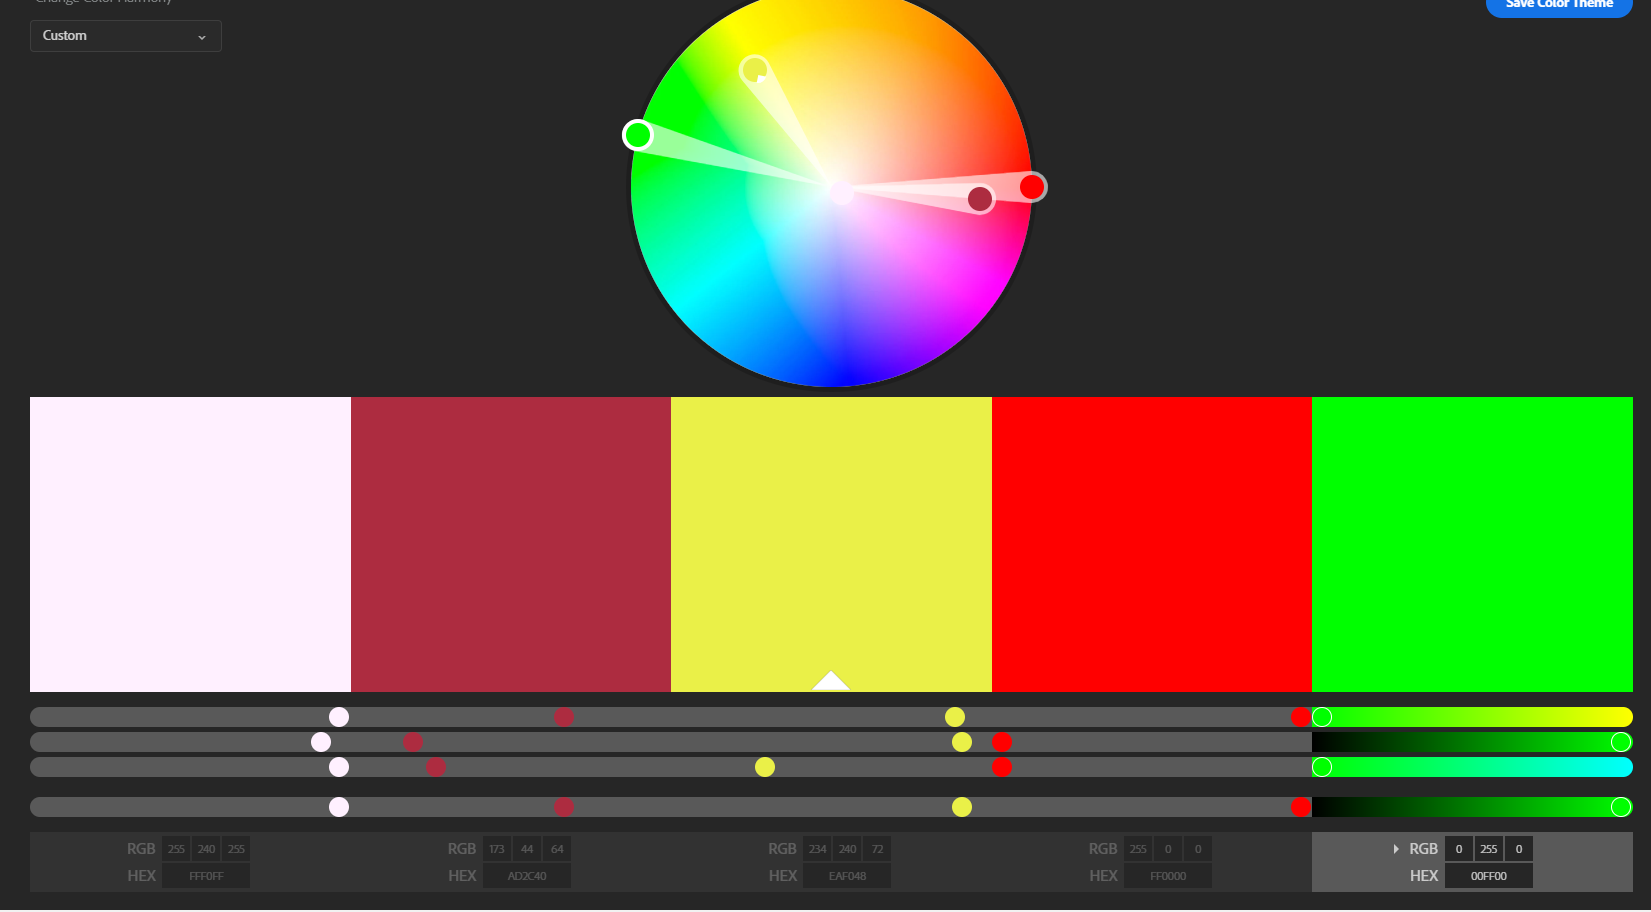 Change Color Harmony
Save Color Theme
Custom
RGB 255 240 255
HEX FFF0FF
RGB 173 44 64
HEX AD2C40
RGB 234 240 72
HEX EAF048
RGB 255 0 0
HEX FF0000
RGB 0 255 0
HEX 00FF00